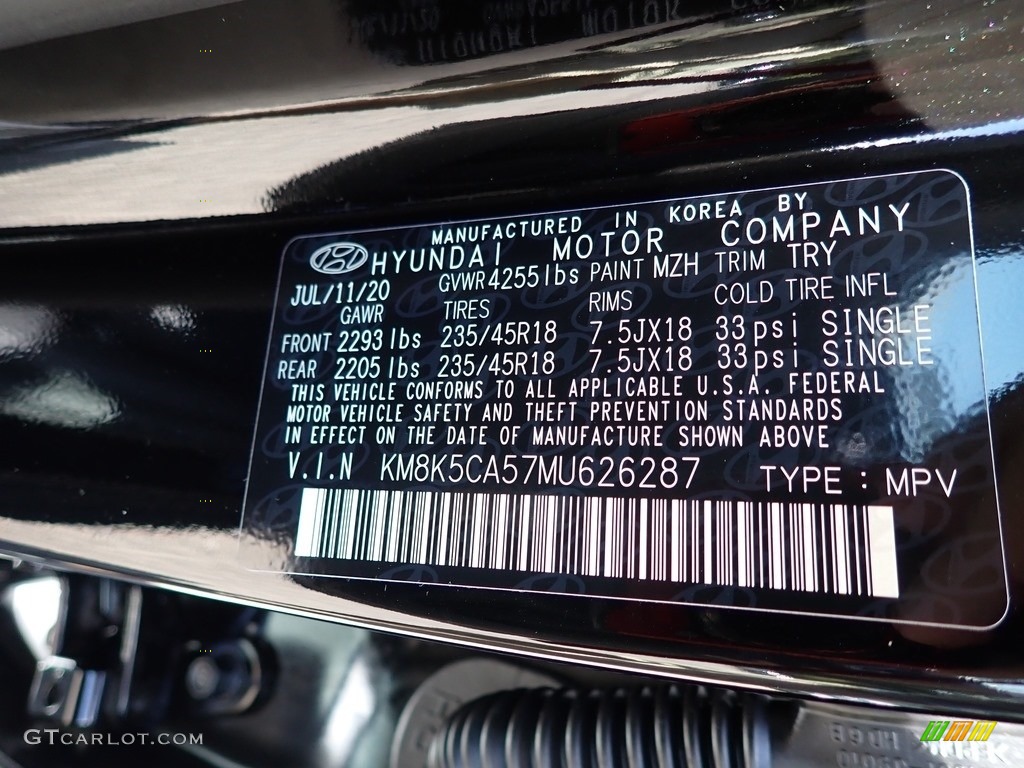 MANUFACTURED IN KOREA BY
HYUNDAI MOTOR COMPANY
JUL/11/20 GVWR 4255 lbs PAINT MZH TRIM TRY
GAWR TIRES RIMS COLD TIRE INFL
FRONT 2293 lbs 235/45R18 7.5JX18 33psi SINGLE
REAR 2205 lbs 235/45R18 7.5JX18 33psi SINGLE
THIS VEHICLE CONFORMS TO ALL APPLICABLE U.S.A. FEDERAL
MOTOR VEHICLE SAFETY AND THEFT PREVENTION STANDARDS
IN EFFECT ON THE DATE OF MANUFACTURE SHOWN ABOVE
V.I.N KM8K5CA57MU626287 TYPE : MPV
GTCARLOT.COM